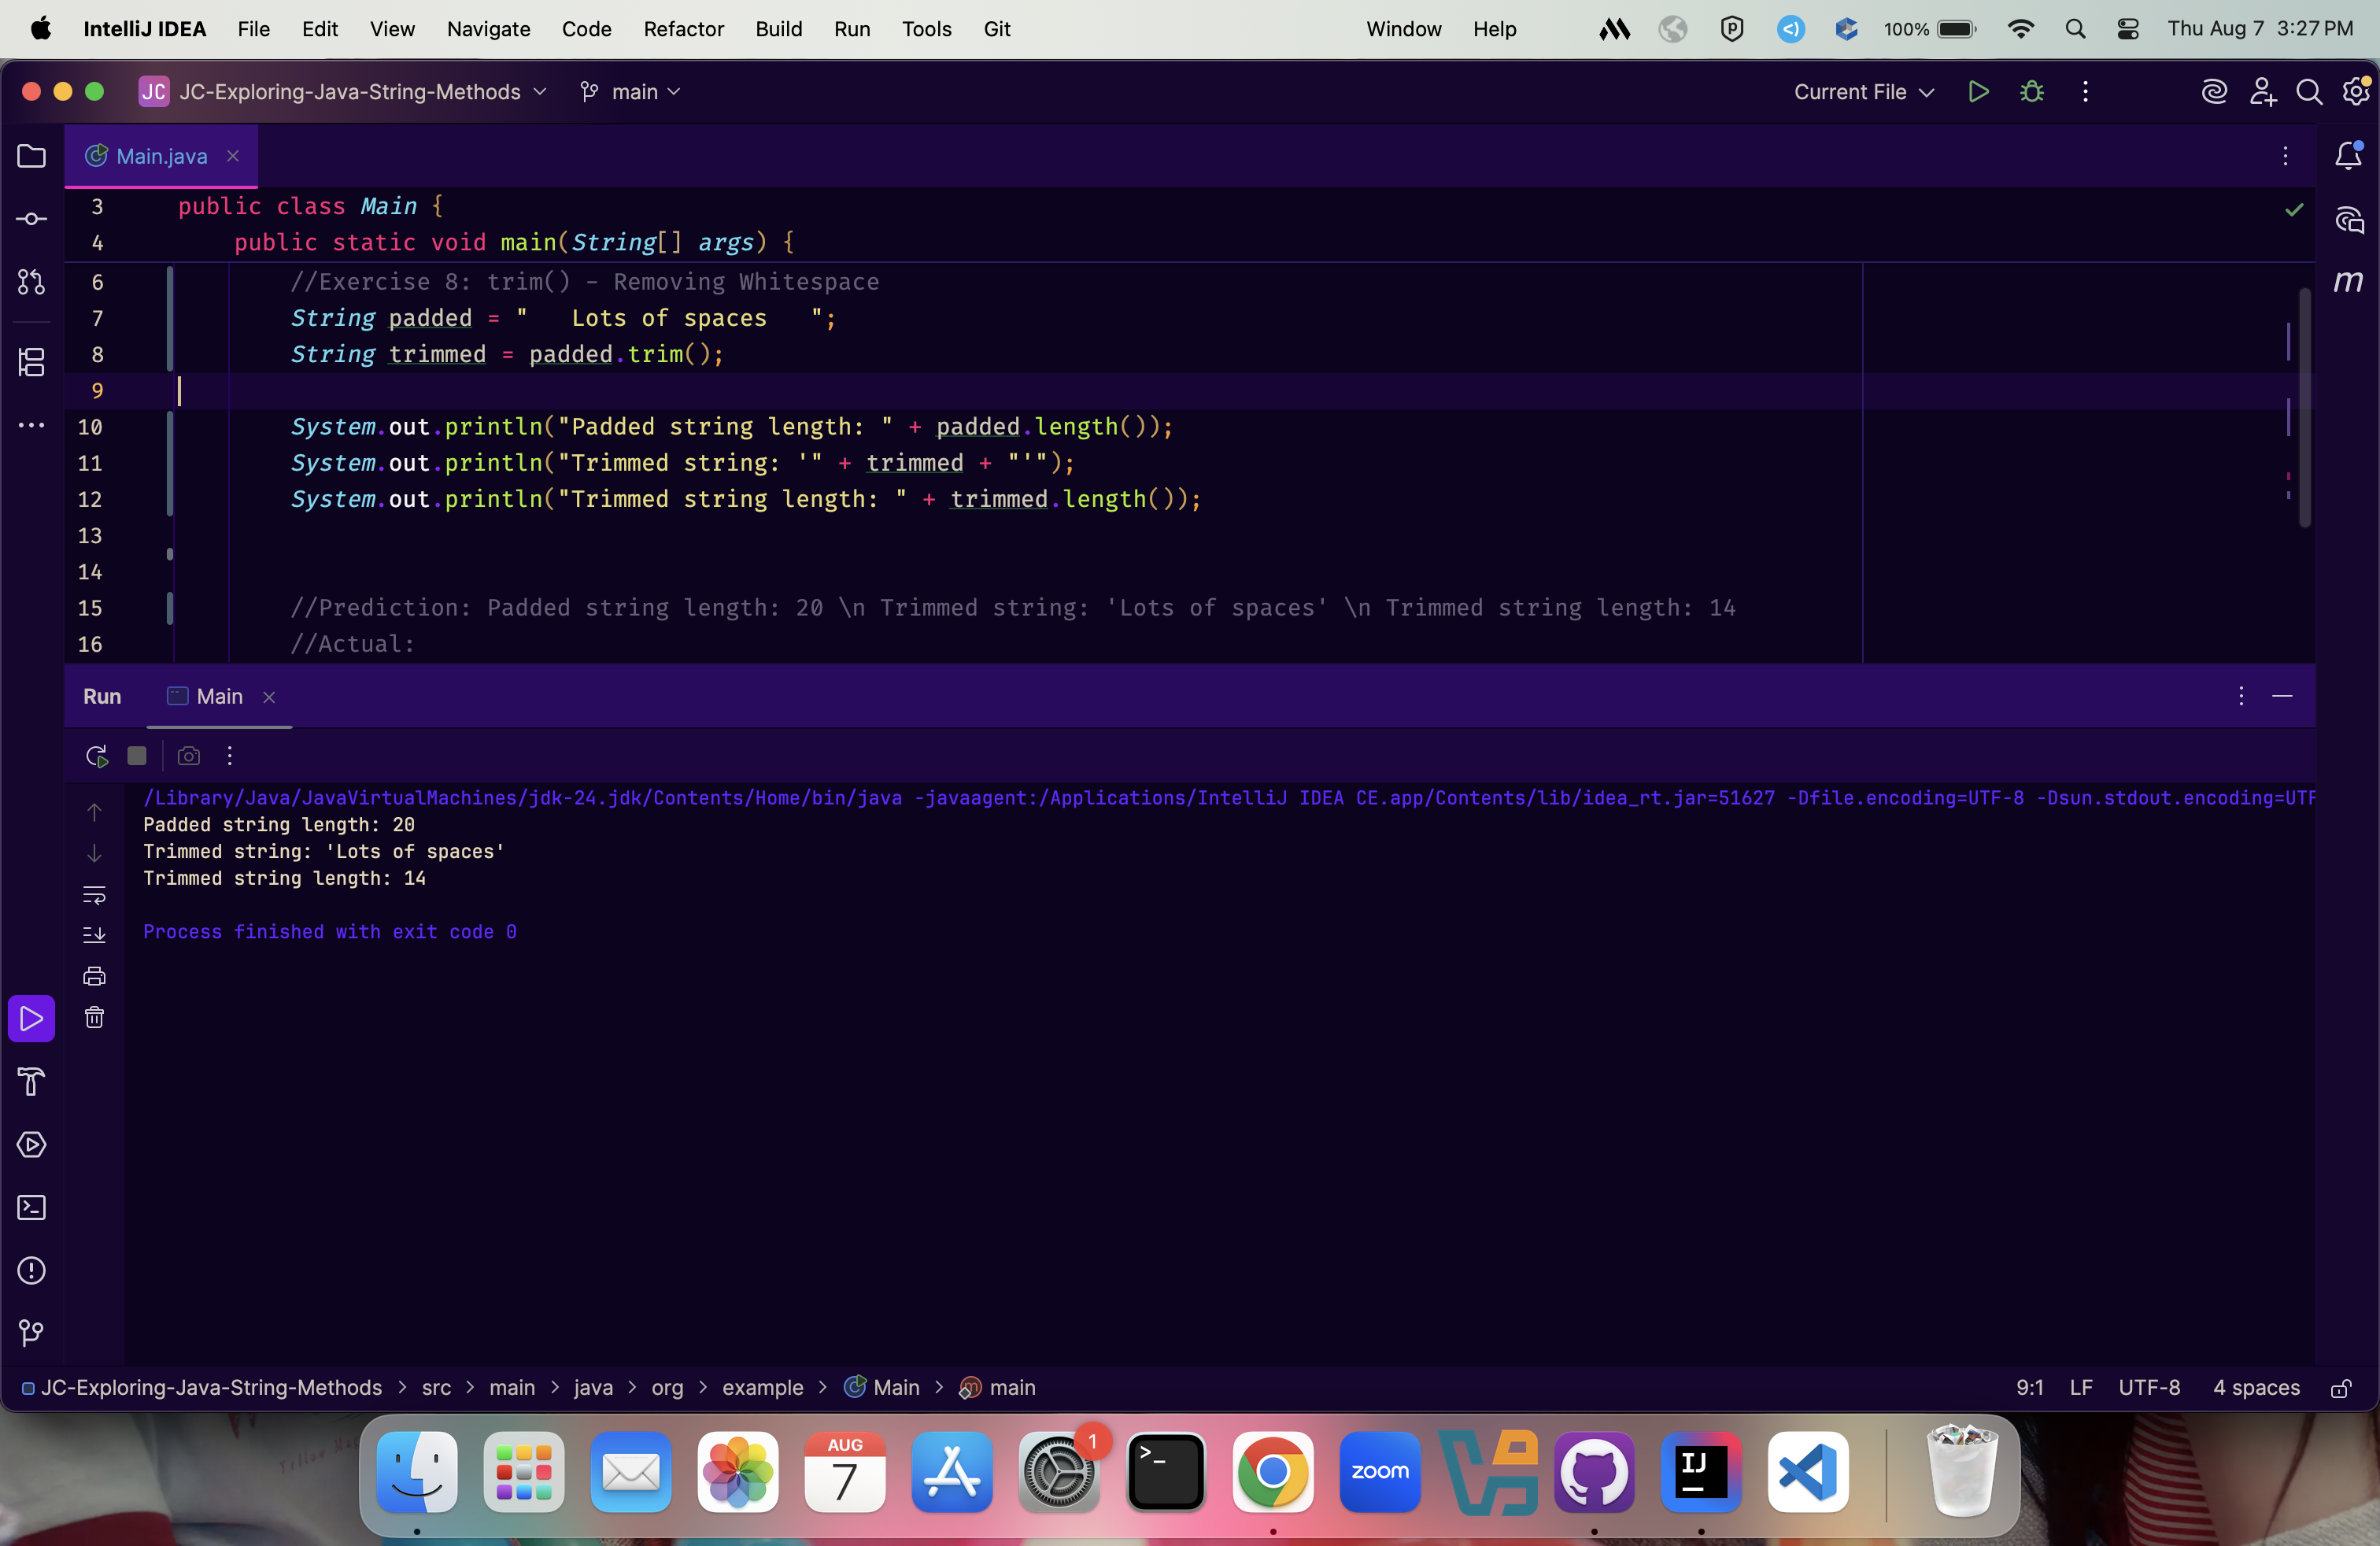 IntelliJ IDEA File Edit View Navigate Code Refactor Build Run Tools Git Window Help 100% Thu Aug 7 3:27 PM
JC JC-Exploring-Java-String-Methods main Current File
Main.java
3 public class Main {
4 public static void main(String[] args) {
6 //Exercise 8: trim() - Removing Whitespace
7 String padded = "   Lots of spaces   ";
8 String trimmed = padded.trim();
9
10 System.out.println("Padded string length: " + padded.length());
11 System.out.println("Trimmed string: '" + trimmed + "'");
12 System.out.println("Trimmed string length: " + trimmed.length());
13
14
15 //Prediction: Padded string length: 20 \n Trimmed string: 'Lots of spaces' \n Trimmed string length: 14
16 //Actual:
Run Main
/Library/Java/JavaVirtualMachines/jdk-24.jdk/Contents/Home/bin/java -javaagent:/Applications/IntelliJ IDEA CE.app/Contents/lib/idea_rt.jar=51627 -Dfile.encoding=UTF-8 -Dsun.stdout.encoding=UTF
Padded string length: 20
Trimmed string: 'Lots of spaces'
Trimmed string length: 14
Process finished with exit code 0
JC-Exploring-Java-String-Methods > src > main > java > org > example > Main > main 9:1 LF UTF-8 4 spaces
AUG
7
1
zoom
IJ